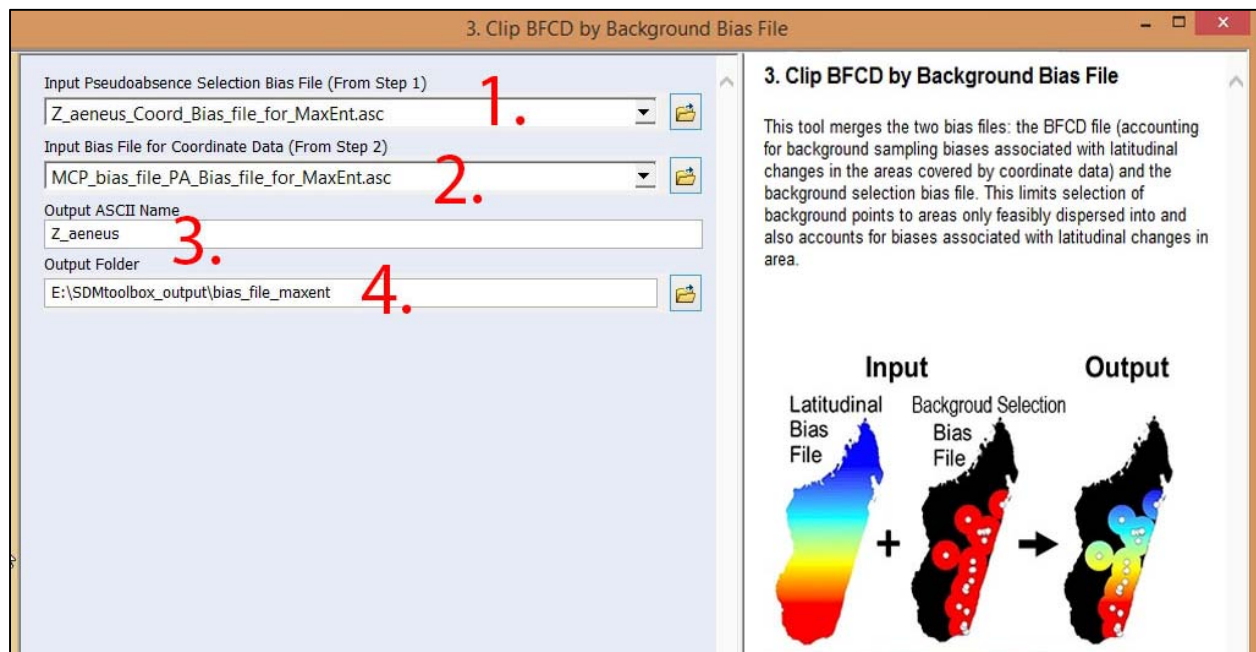 3. Clip BFCD by Background Bias File
Input Pseudoabsence Selection Bias File (From Step 1)
1.
Z_aeneus_Coord_Bias_file_for_MaxEnt.asc
Input Bias File for Coordinate Data (From Step 2)
2.
MCP_bias_file_PA_Bias_file_for_MaxEnt.asc
Output ASCII Name
3.
Z_aeneus
Output Folder
4.
E:\SDMtoolbox_output\bias_file_maxent
3. Clip BFCD by Background Bias File
This tool merges the two bias files: the BFCD file (accounting
for background sampling biases associated with latitudinal
changes in the areas covered by coordinate data) and the
background selection bias file. This limits selection of
background points to areas only feasibly dispersed into and
also accounts for biases associated with latitudinal changes in
area.
Input
Output
Latitudinal
Bias
File
Backgroud Selection
Bias
File
+